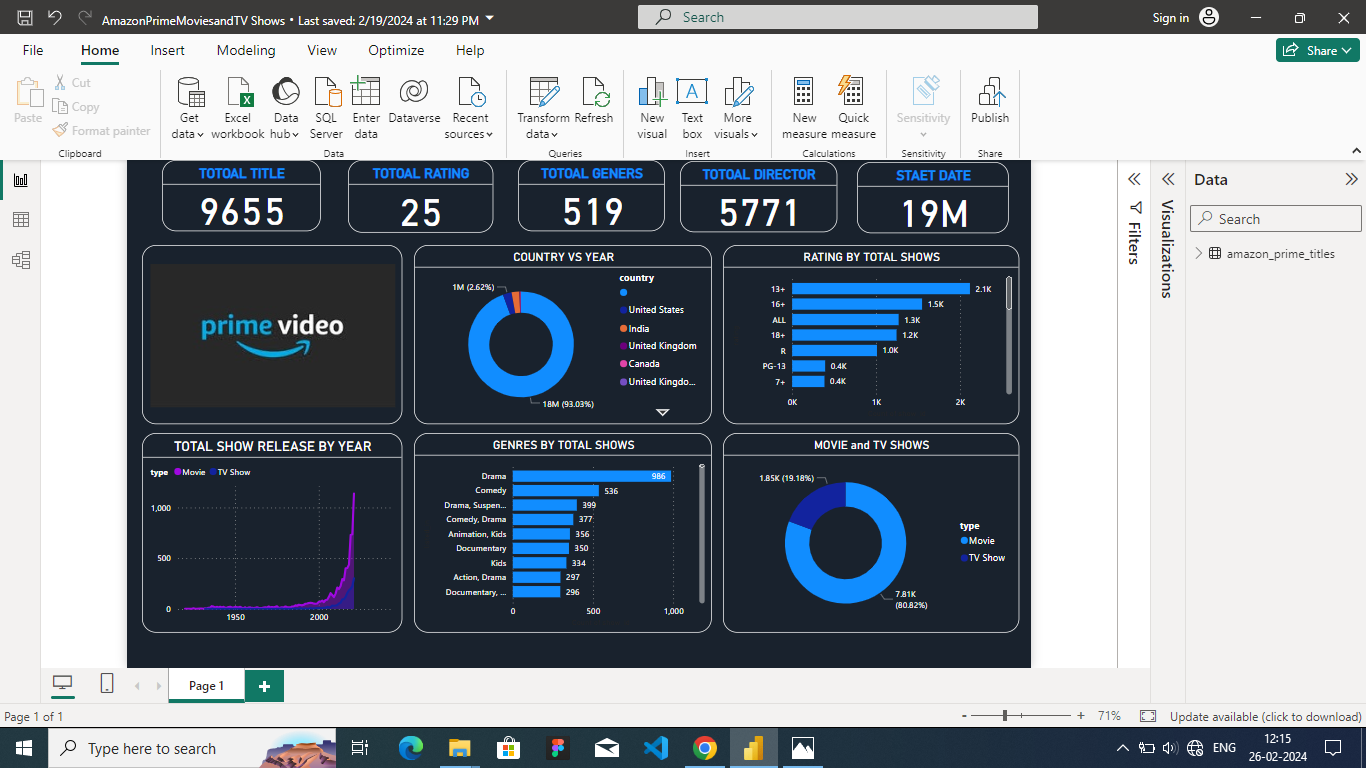 AmazonPrimeMoviesandTV Shows • Last saved: 2/19/2024 at 11:29 PM
Search
Sign in
File Home Insert Modeling View Optimize Help
Share
Paste
Cut
Copy
Format painter
Clipboard
Get data
Excel workbook
Data hub
SQL Server
Enter data
Dataverse
Recent sources
Data
Transform data
Refresh
Queries
New visual
Text box
More visuals
Insert
New measure
Quick measure
Calculations
Sensitivity
Sensitivity
Publish
Share
TOTOAL TITLE
9655
TOTOAL RATING
25
TOTOAL GENERS
519
TOTOAL DIRECTOR
5771
STAET DATE
19M
prime video
COUNTRY VS YEAR
1M (2.62%)
18M (93.03%)
country
United States
India
United Kingdom
Canada
United Kingdo...
RATING BY TOTAL SHOWS
13+ 2.1K
16+ 1.5K
ALL 1.3K
18+ 1.2K
R 1.0K
PG-13 0.4K
7+ 0.4K
0K 1K 2K
TOTAL SHOW RELEASE BY YEAR
type Movie TV Show
1,000
500
0
1950 2000
GENRES BY TOTAL SHOWS
Drama 986
Comedy 536
Drama, Suspen... 399
Comedy, Drama 377
Animation, Kids 356
Documentary 350
Kids 334
Action, Drama 297
Documentary, ... 296
0 500 1,000
MOVIE and TV SHOWS
1.85K (19.18%)
7.81K
(80.82%)
type
Movie
TV Show
Filters
Visualizations
Data
Search
amazon_prime_titles
Page 1
Page 1 of 1
- + 71%
Update available (click to download)
Type here to search
ENG
12:15
26-02-2024